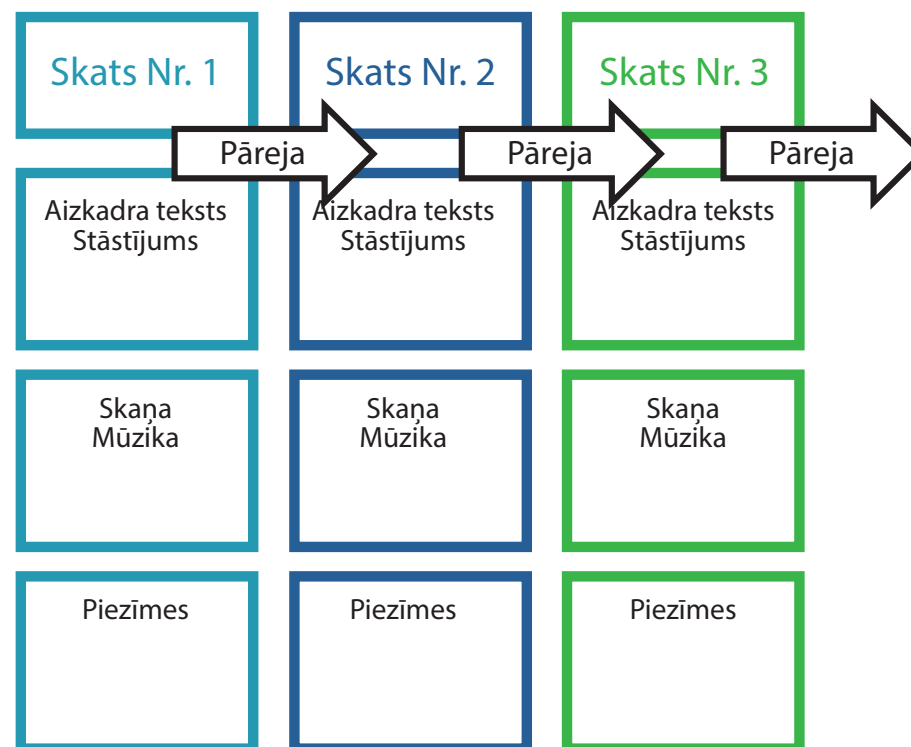 Skats Nr. 1
Skats Nr. 2
Skats Nr. 3
Pāreja
Pāreja
Pāreja
Aizkadra teksts
Stāstījums
Aizkadra teksts
Stāstījums
Aizkadra teksts
Stāstījums
Skaņa
Mūzika
Skaņa
Mūzika
Skaņa
Mūzika
Piezīmes
Piezīmes
Piezīmes